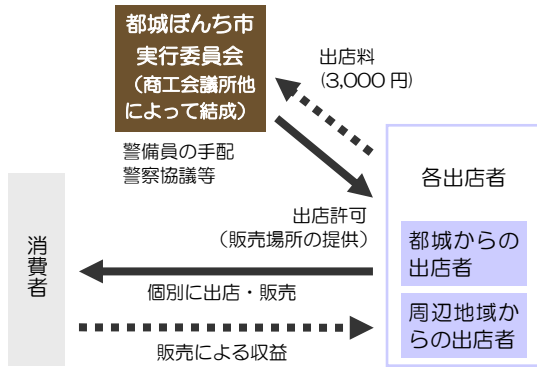 都城ぼんち市
実行委員会
（商工会議所他
によって結成）
出店料
(3,000 円)
警備員の手配
警察協議等
各出店者
出店許可
（販売場所の提供）
都城からの
出店者
消費者
個別に出店・販売
周辺地域か
らの出店者
販売による収益